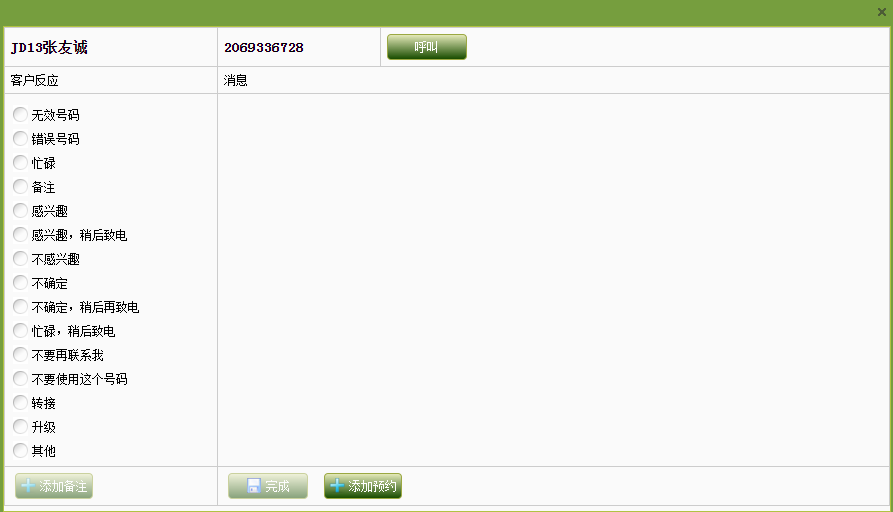 JD13张友诚
2069336728
呼叫
客户反应
消息
无效号码
错误号码
忙碌
备注
感兴趣
感兴趣，稍后致电
不感兴趣
不确定
不确定，稍后再致电
忙碌，稍后致电
不要再联系我
不要使用这个号码
转接
升级
其他
添加备注
完成
添加预约